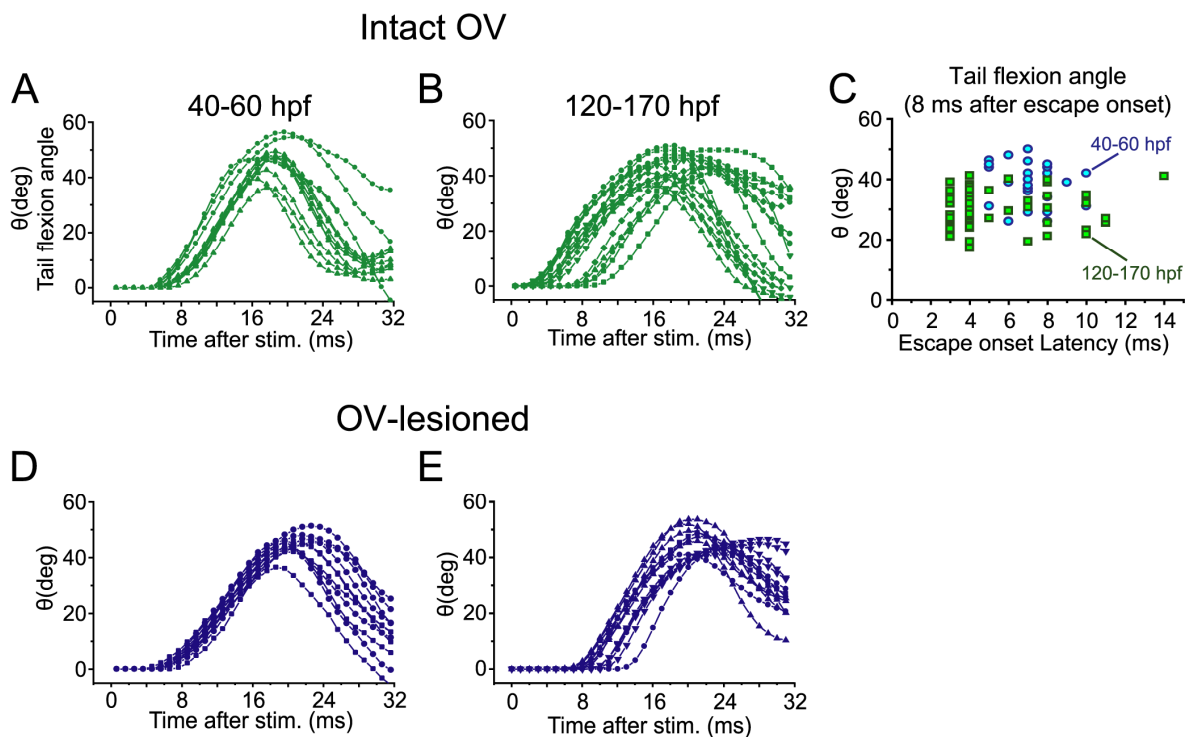 Intact OV
A
40-60 hpf
θ(deg)
Tail flexion angle
60
40
20
0
0 8 16 24 32
Time after stim. (ms)
B
120-170 hpf
θ(deg)
60
40
20
0
0 8 16 24 32
Time after stim. (ms)
C
Tail flexion angle
(8 ms after escape onset)
θ (deg)
60
40
20
0
40-60 hpf
120-170 hpf
0 2 4 6 8 10 12 14
Escape onset Latency (ms)
OV-lesioned
D
θ(deg)
60
40
20
0
0 8 16 24 32
Time after stim. (ms)
E
θ(deg)
60
40
20
0
0 8 16 24 32
Time after stim. (ms)